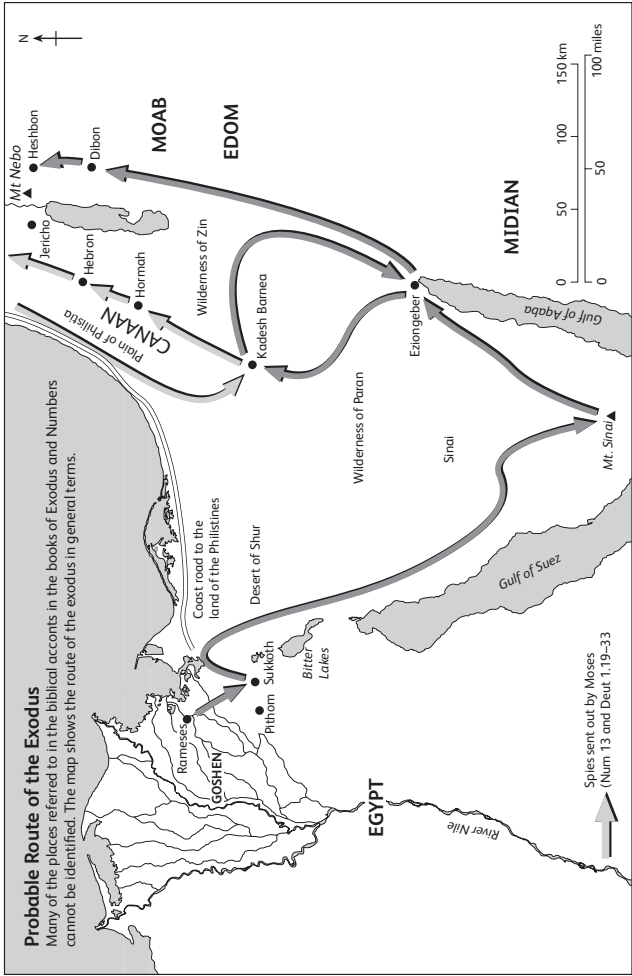 Probable Route of the Exodus
Many of the places referred to in the biblical acconts in the books of Exodus and Numbers
cannot be identified. The map shows the route of the exodus in general terms.
N
Mt Nebo
Heshbon
Jericho
Dibon
Hebron
Hormah
MOAB
EDOM
CANAAN
Plain of Philistia
Wilderness of Zin
Kadesh Barnea
Coast road to the
land of the Philistines
Desert of Shur
Wilderness of Paran
Eziongeber
MIDIAN
Gulf of Aqaba
Rameses
Sukkoth
Pithom
GOSHEN
Bitter
Lakes
Sinai
Gulf of Suez
Mt. Sinai
EGYPT
River Nile
Spies sent out by Moses
(Num 13 and Deut 1.19–33
0 50 100 150 km
0 50 100 miles